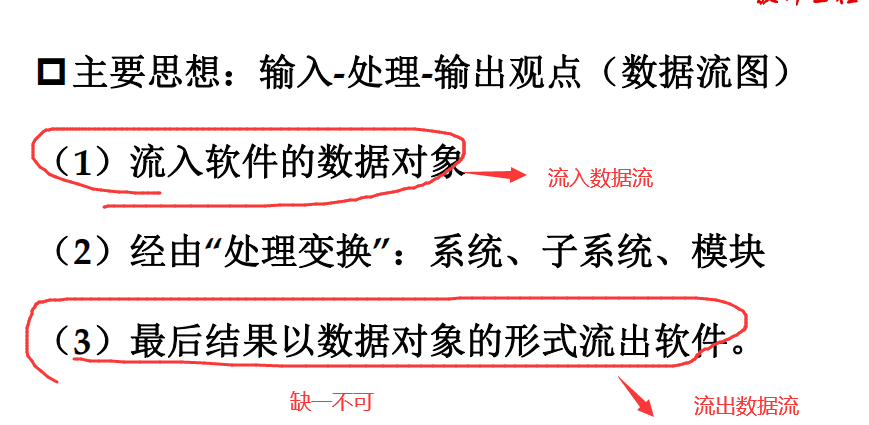 主要思想：输入-处理-输出观点（数据流图）
（1）流入软件的数据对象
流入数据流
（2）经由“处理变换”：系统、子系统、模块
（3）最后结果以数据对象的形式流出软件。
缺一不可
流出数据流